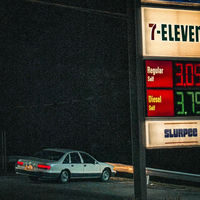 7-ELEVEN
Regular
Self
3.05
Diesel
Self
3.75
SLURPEE